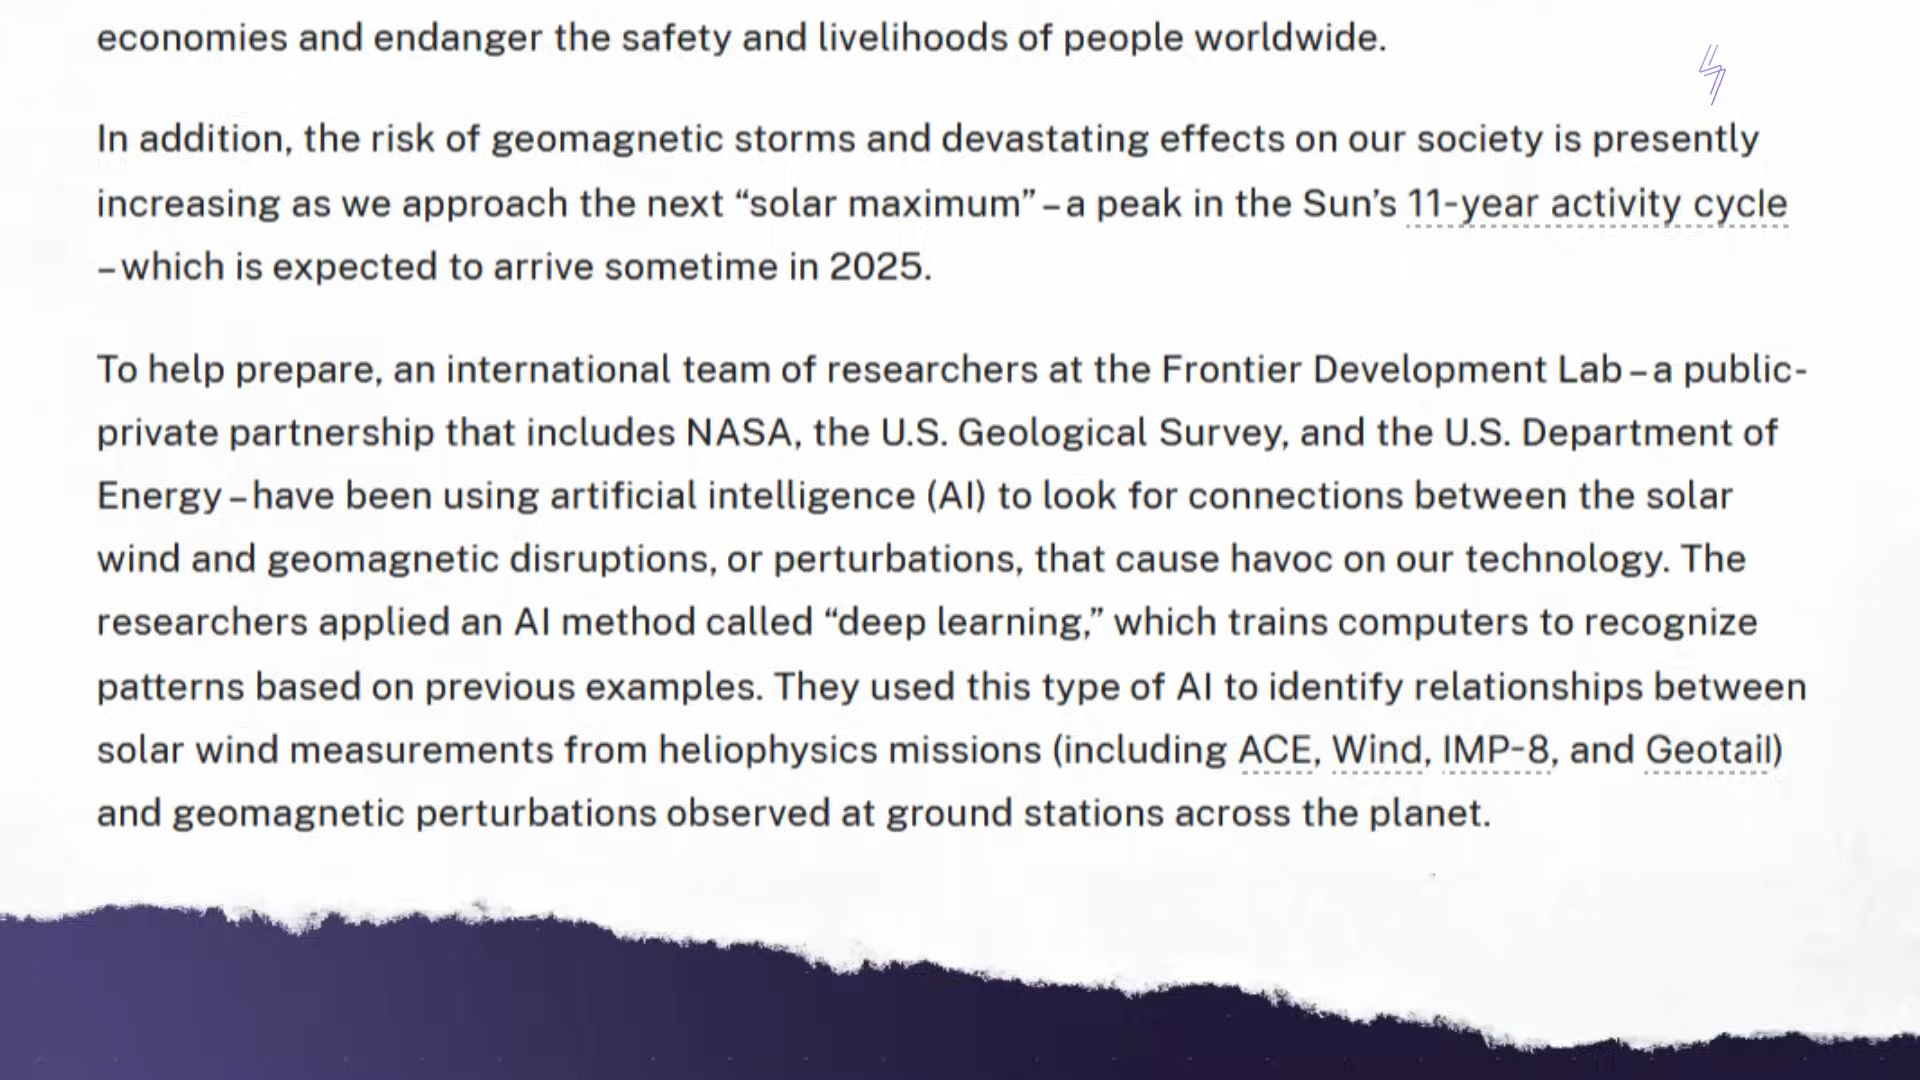 economies and endanger the safety and livelihoods of people worldwide.
In addition, the risk of geomagnetic storms and devastating effects on our society is presently
increasing as we approach the next “solar maximum” – a peak in the Sun’s 11-year activity cycle
– which is expected to arrive sometime in 2025.
To help prepare, an international team of researchers at the Frontier Development Lab – a public-
private partnership that includes NASA, the U.S. Geological Survey, and the U.S. Department of
Energy – have been using artificial intelligence (AI) to look for connections between the solar
wind and geomagnetic disruptions, or perturbations, that cause havoc on our technology. The
researchers applied an AI method called “deep learning,” which trains computers to recognize
patterns based on previous examples. They used this type of AI to identify relationships between
solar wind measurements from heliophysics missions (including ACE, Wind, IMP-8, and Geotail)
and geomagnetic perturbations observed at ground stations across the planet.